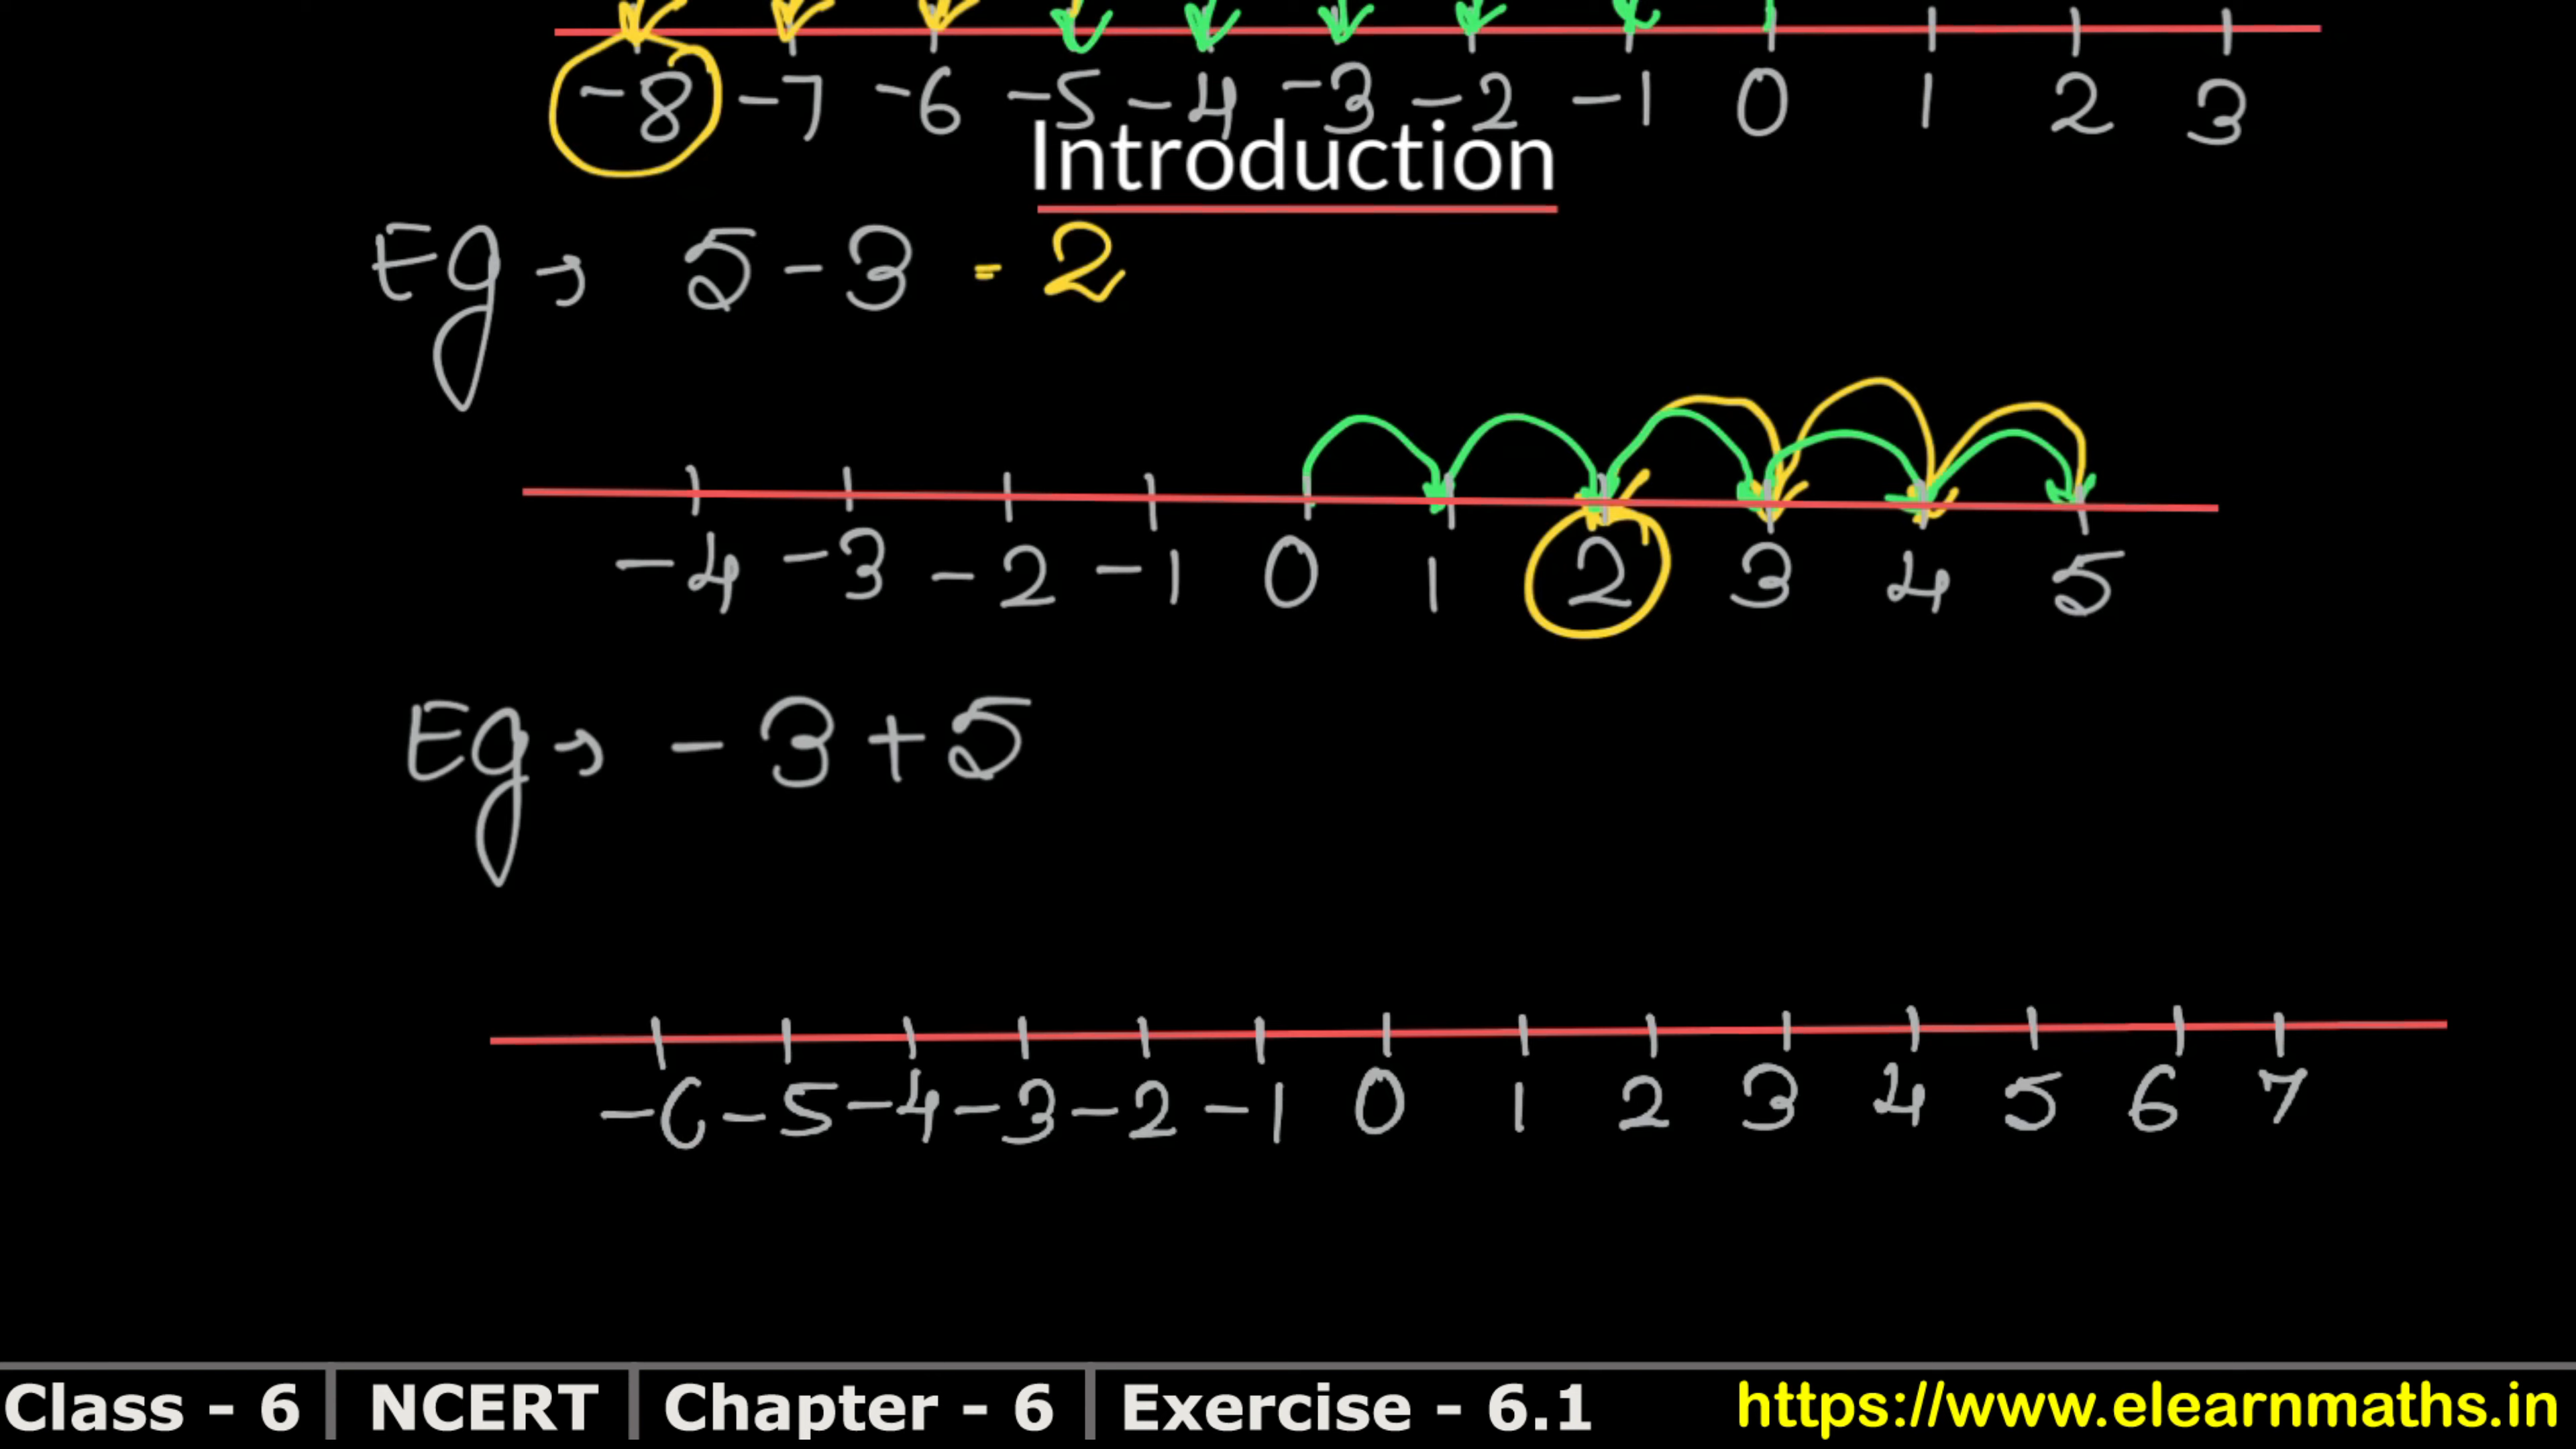 -8 -7 -6 -5 -4 -3 -2 -1 0 1 2 3
Introduction
Eg → 5 - 3 = 2
-4 -3 -2 -1 0 1 2 3 4 5
Eg → -3 + 5
-6 -5 -4 -3 -2 -1 0 1 2 3 4 5 6 7
Class - 6 | NCERT | Chapter - 6 | Exercise - 6.1 https://www.elearnmaths.in